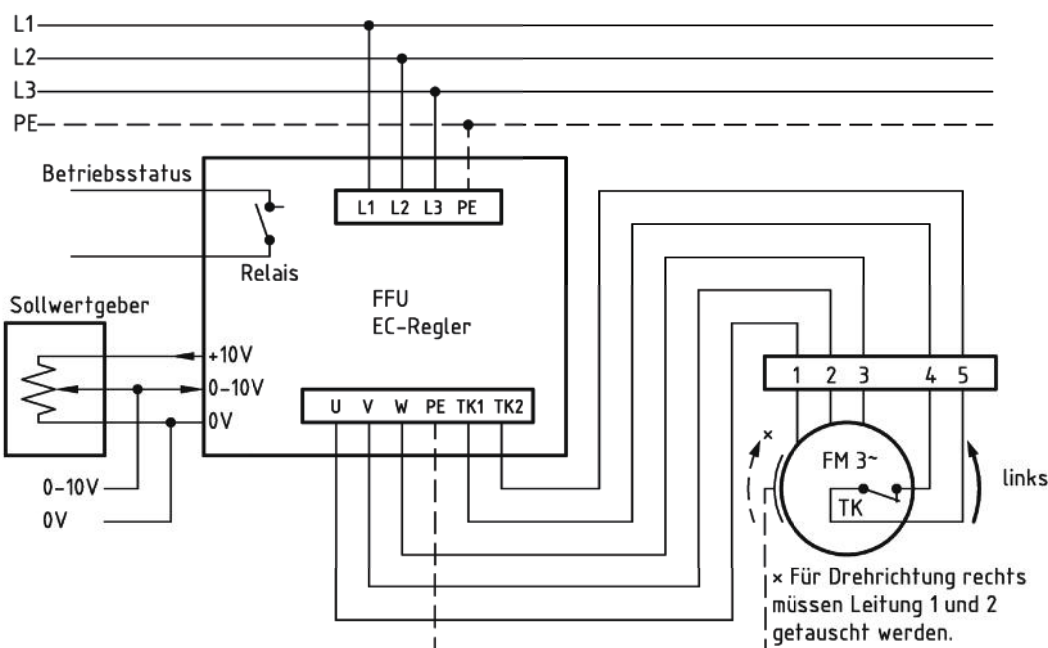 L1
L2
L3
PE
Betriebsstatus
L1 L2 L3 PE
Relais
FFU
EC-Regler
Sollwertgeber
+10V
0-10V
0V
U V W PE TK1 TK2
1 2 3 4 5
0-10V
0V
×
FM 3~
TK
links
× Für Drehrichtung rechts
müssen Leitung 1 und 2
getauscht werden.